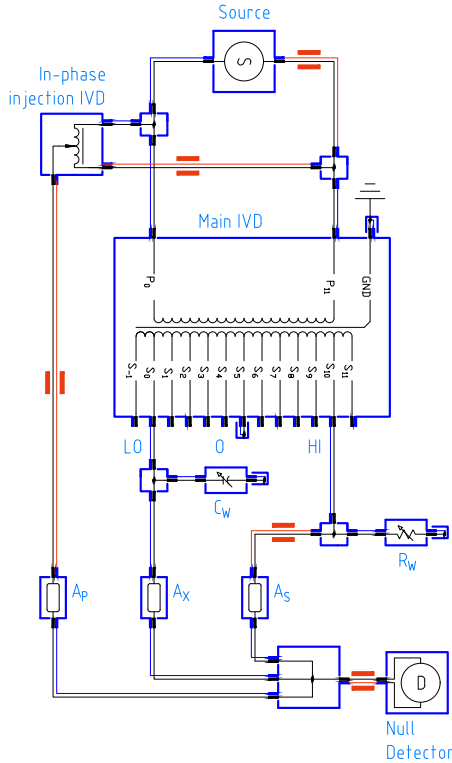 Source
S
In-phase
injection IVD
Main IVD
P0
P11
GND
S-1
S0
S1
S2
S3
S4
S5
S6
S7
S8
S9
S10
S11
LO
O
HI
CW
RW
AP
AX
AS
D
Null
Detector